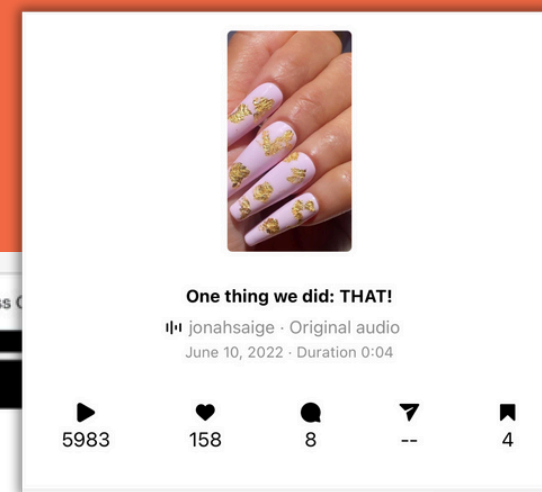 One thing we did: THAT!
jonahsaige · Original audio
June 10, 2022 · Duration 0:04
5983 158 8 -- 4